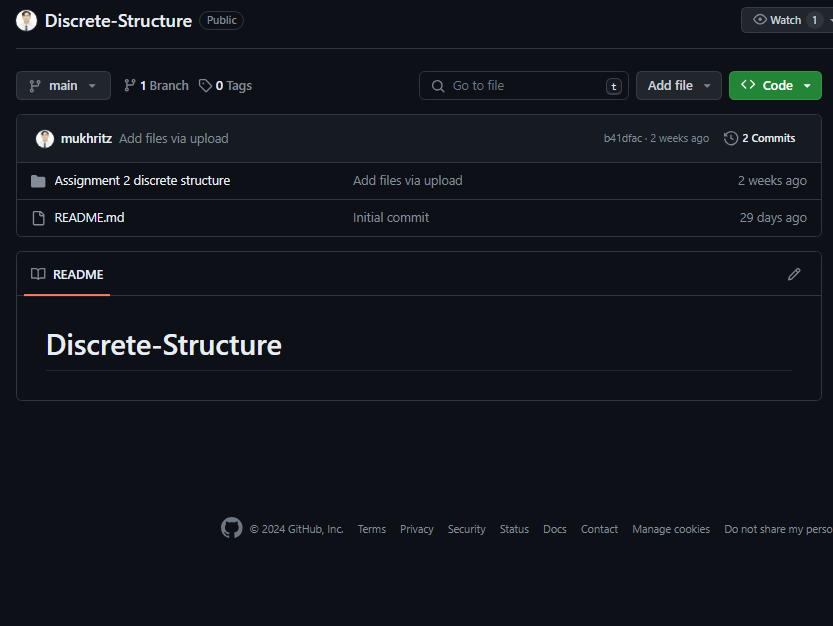 Discrete-Structure Public Watch 1
main 1 Branch 0 Tags Go to file t Add file Code
mukhritz Add files via upload b41dfac · 2 weeks ago 2 Commits
Assignment 2 discrete structure Add files via upload 2 weeks ago
README.md Initial commit 29 days ago
README
Discrete-Structure
© 2024 GitHub, Inc. Terms Privacy Security Status Docs Contact Manage cookies Do not share my perso